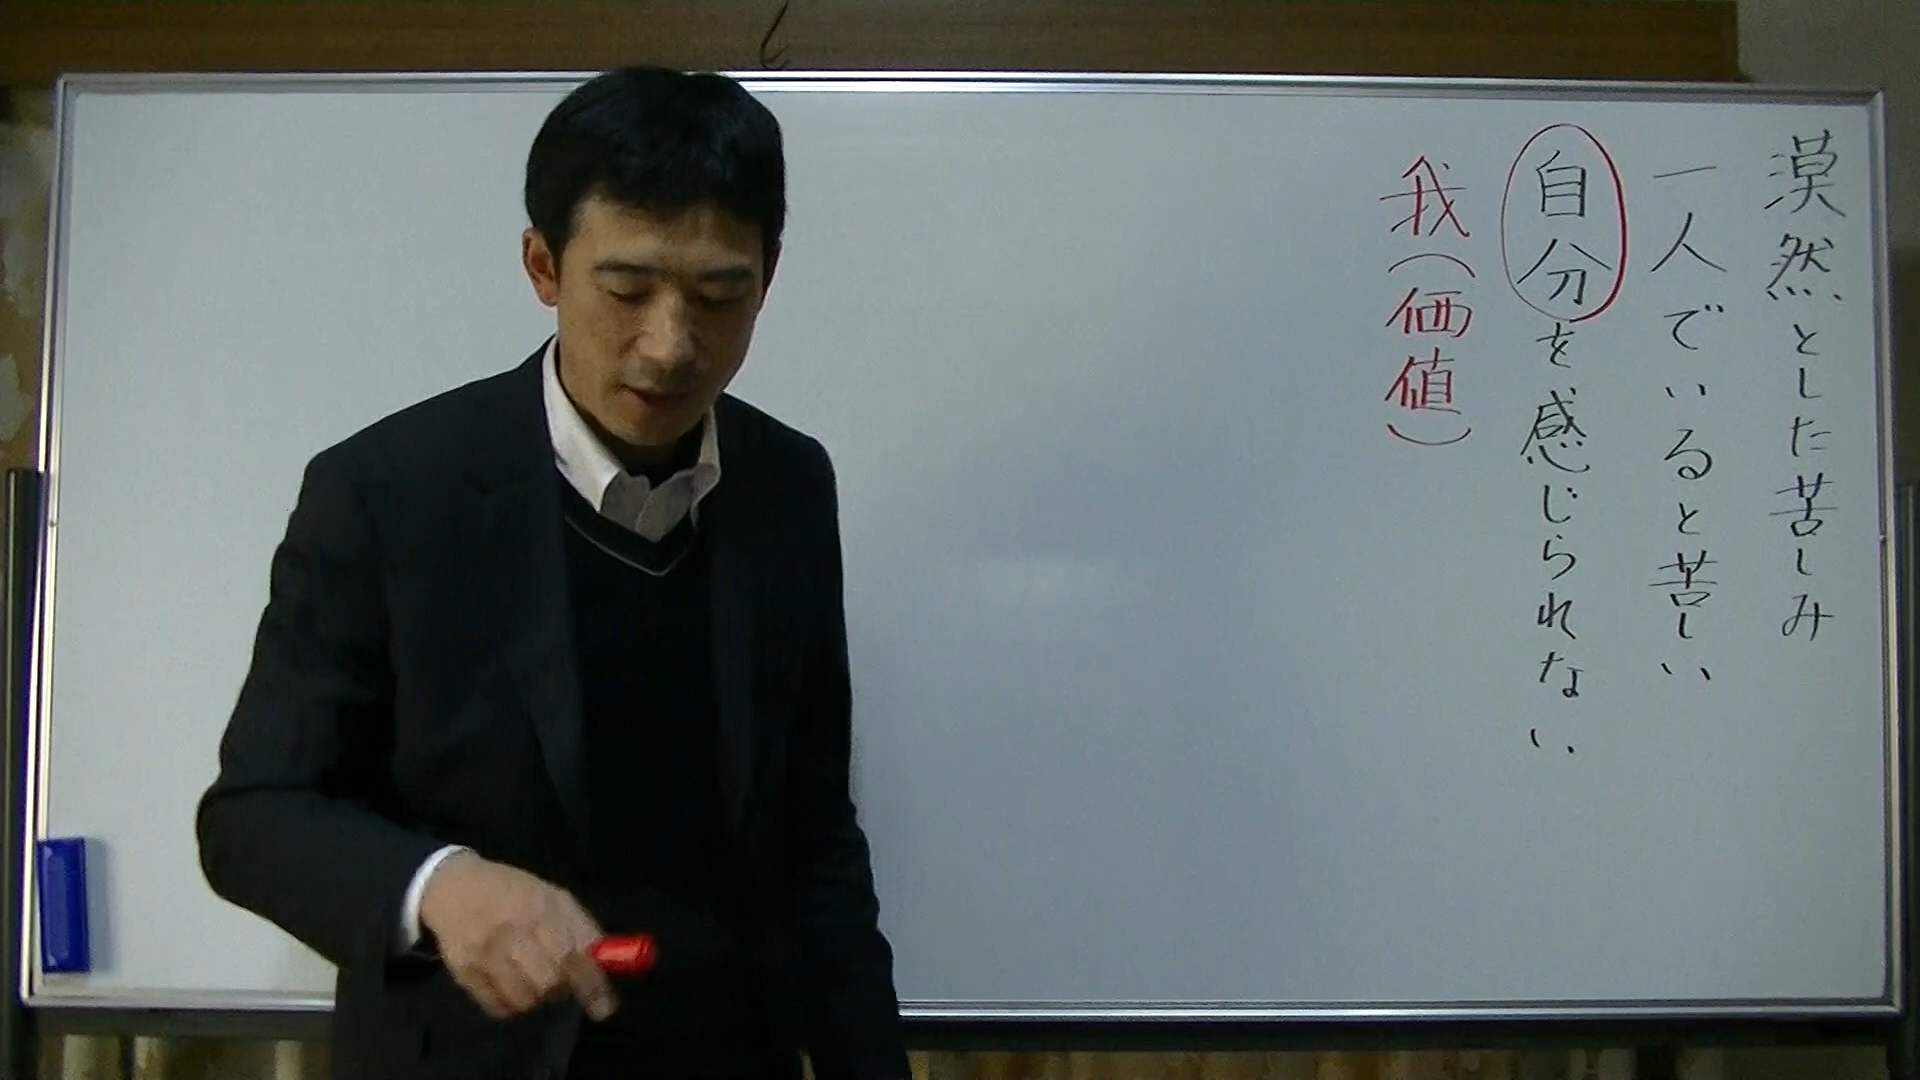 漠然とした苦しみ
一人でいると苦しい
自分を感じられない
我(価値)